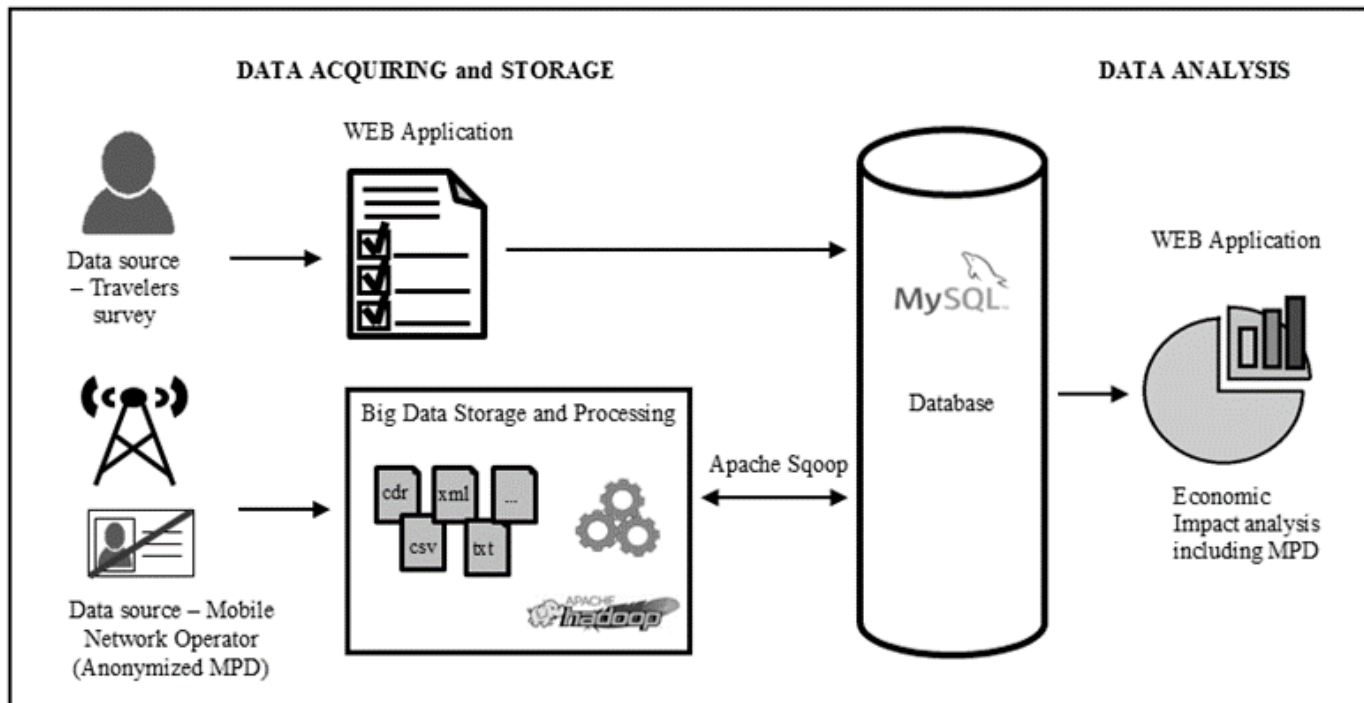 DATA ACQUIRING and STORAGE
DATA ANALYSIS
WEB Application
Data source
– Travelers
survey
MySQL™
Database
WEB Application
Big Data Storage and Processing
cdr
xml
...
csv
txt
APACHE
hadoop
Apache Sqoop
Data source – Mobile
Network Operator
(Anonymized MPD)
Economic
Impact analysis
including MPD